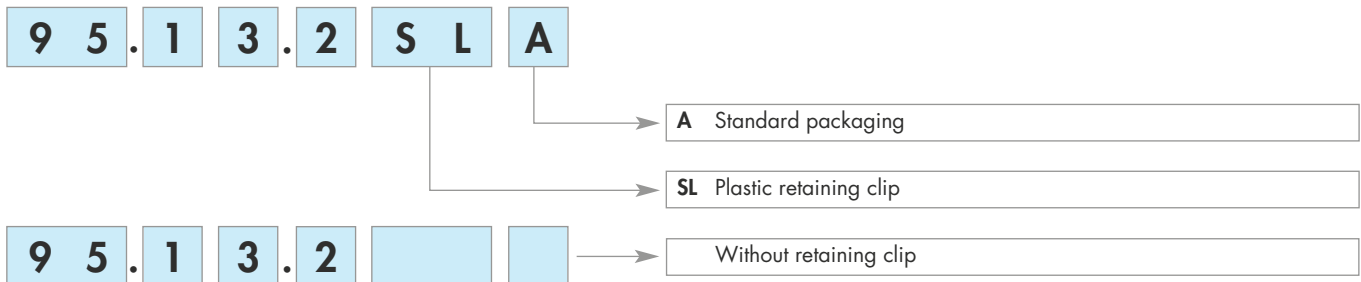 95.13.2 SL A
A Standard packaging
SL Plastic retaining clip
95.13.2
Without retaining clip